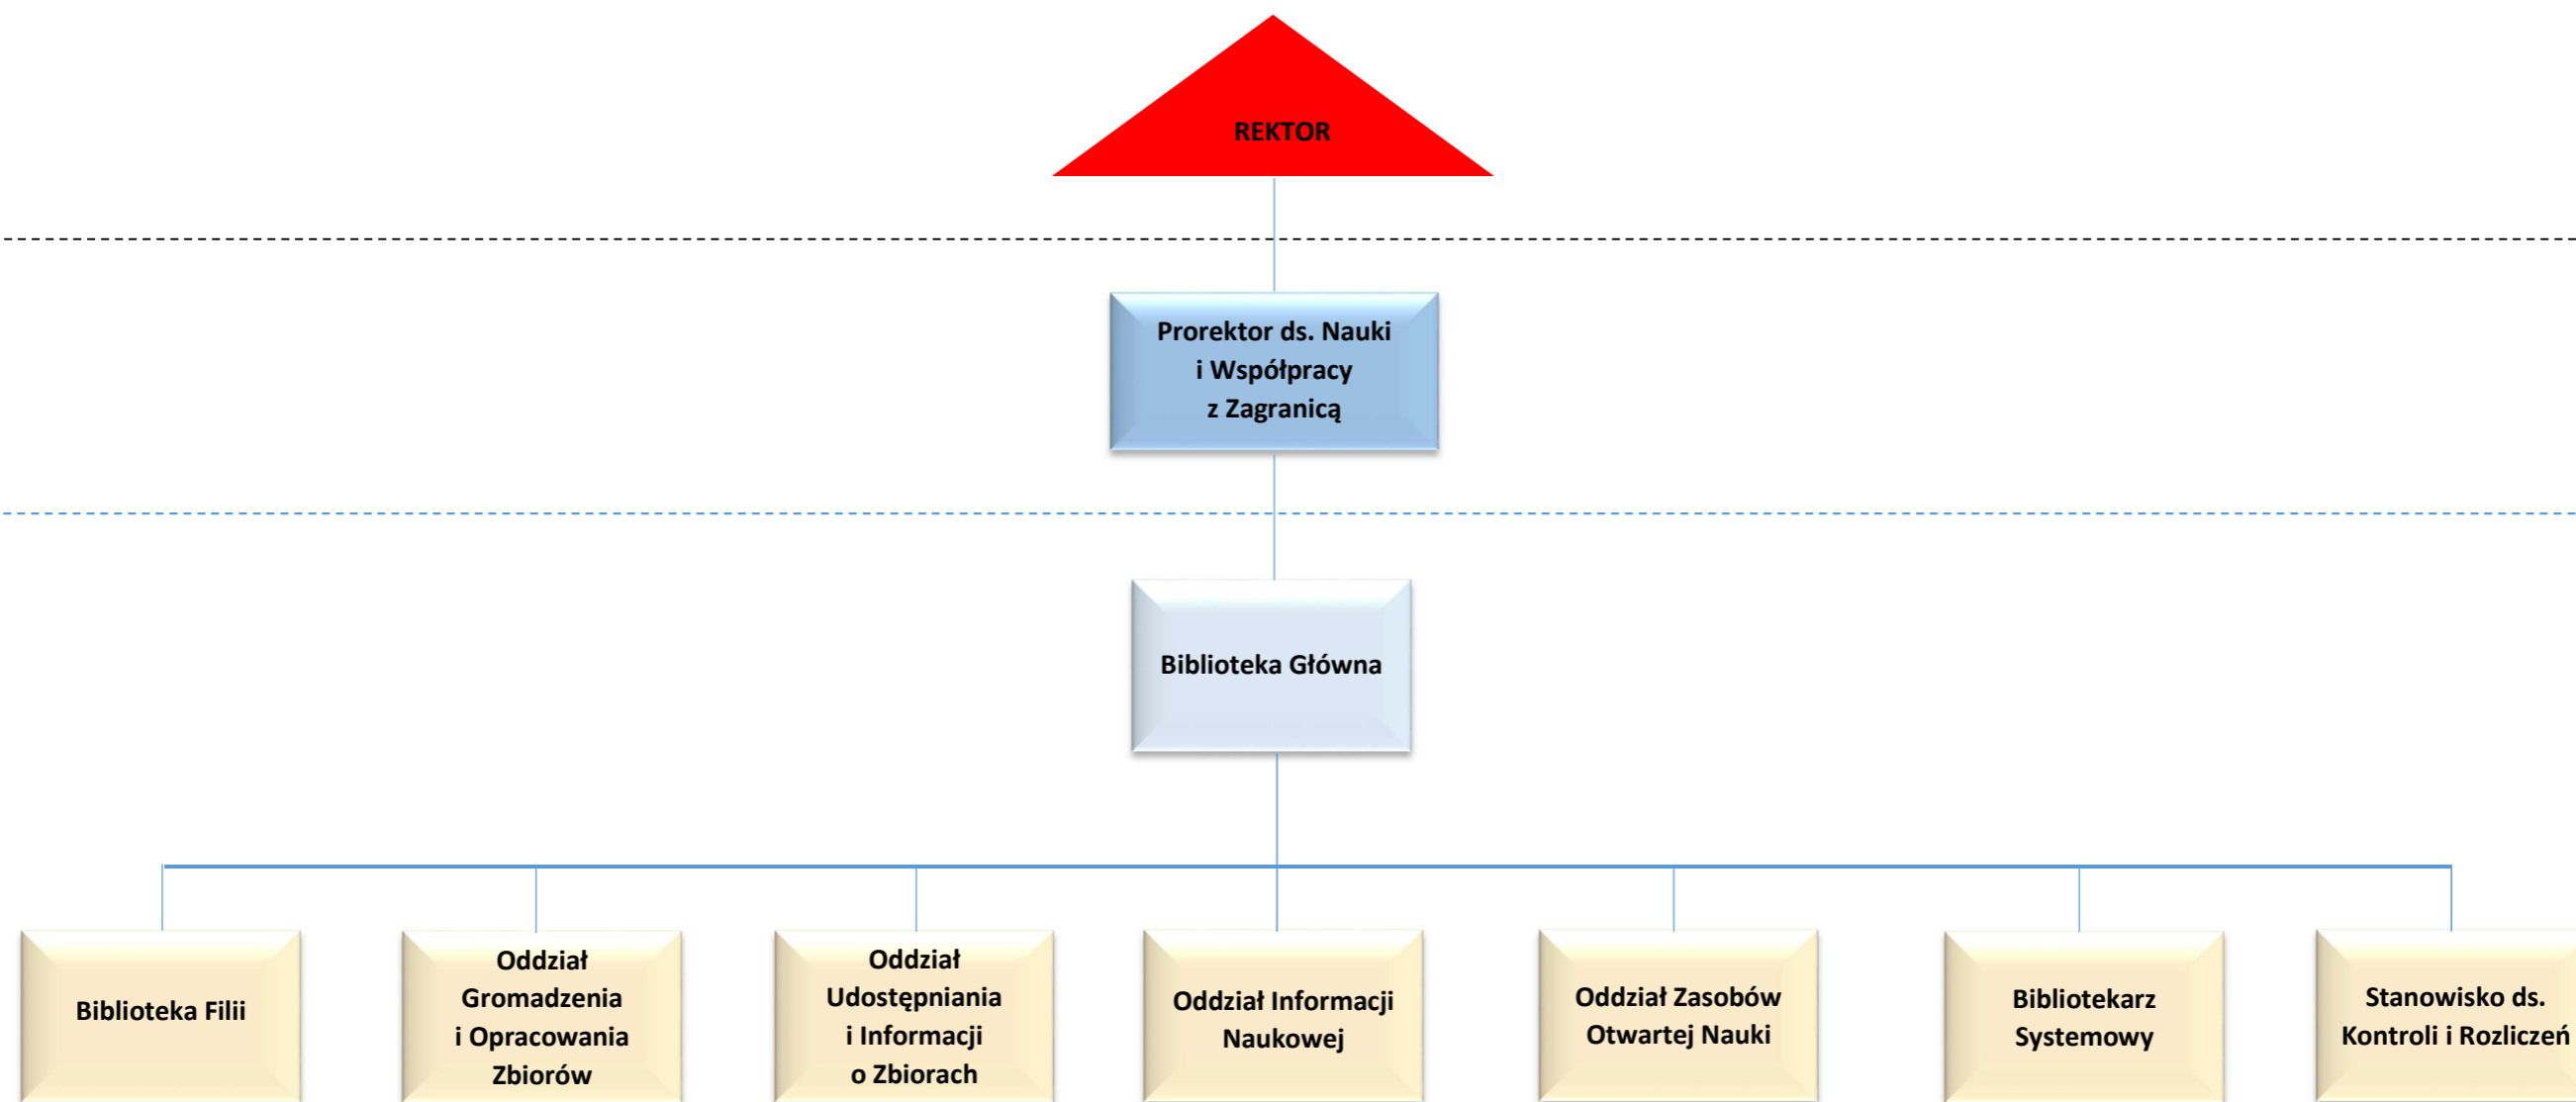 REKTOR
Prorektor ds. Nauki
i Współpracy
z Zagranicą
Biblioteka Główna
Biblioteka Filii
Oddział
Gromadzenia
i Opracowania
Zbiorów
Oddział
Udostępniania
i Informacji
o Zbiorach
Oddział Informacji
Naukowej
Oddział Zasobów
Otwartej Nauki
Bibliotekarz
Systemowy
Stanowisko ds.
Kontroli i Rozliczeń